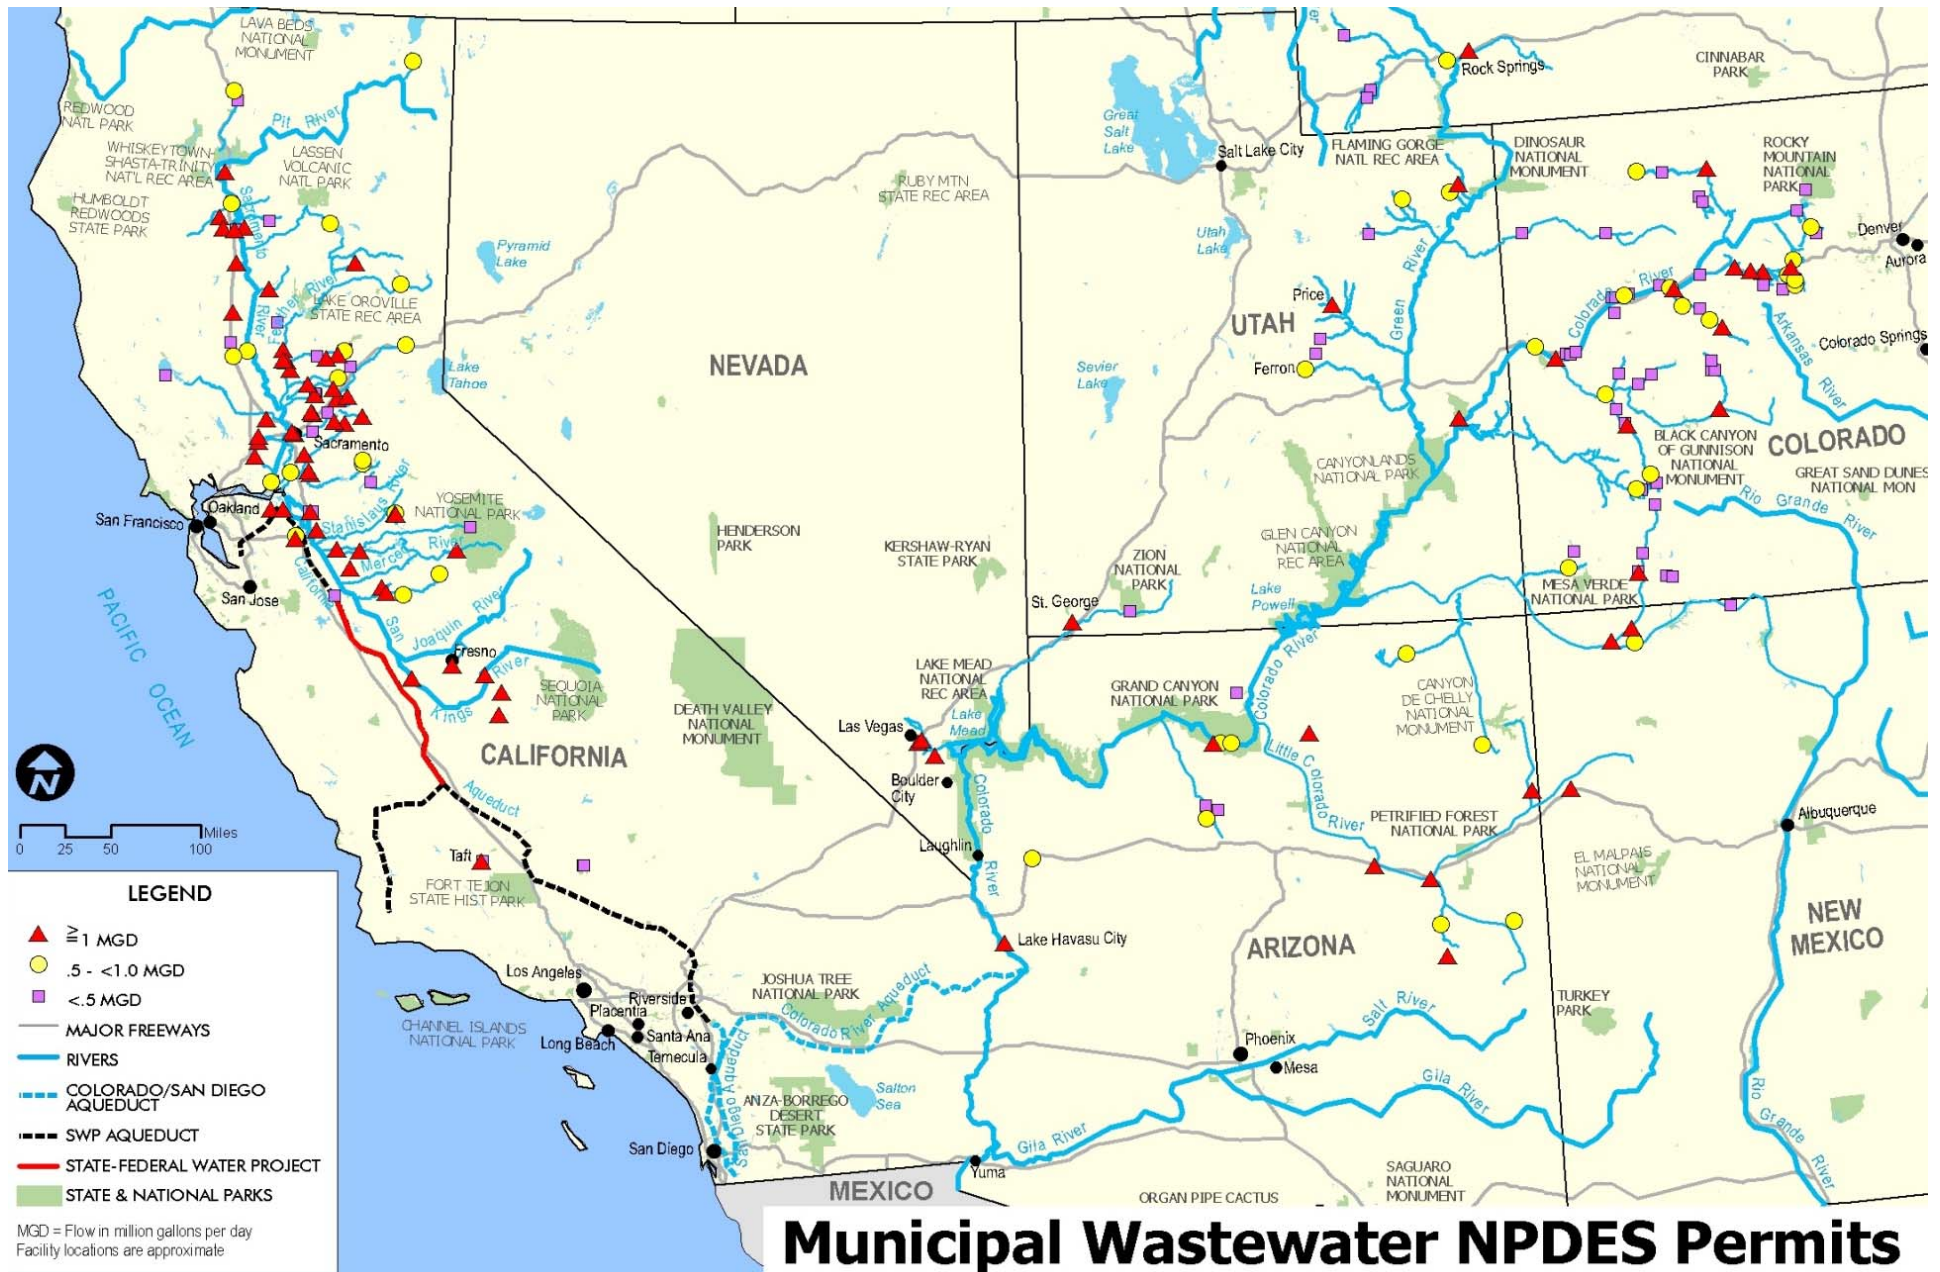 LAVA BEDS
NATIONAL
MONUMENT
REDWOOD
NATL PARK
Pit River
WHISKEYTOWN-
SHASTA-TRINITY
NAT'L REC AREA
LASSEN
VOLCANIC
NATL PARK
HUMBOLDT
REDWOODS
STATE PARK
Sacramento
River
Feather River
LAKE OROVILLE
STATE REC AREA
Pyramid
Lake
Lake
Tahoe
RUBY MTN
STATE REC AREA
Great
Salt
Lake
Salt Lake City
Utah
Lake
River
Rock Springs
CINNABAR
PARK
FLAMING GORGE
NATL REC AREA
DINOSAUR
NATIONAL
MONUMENT
ROCKY
MOUNTAIN
NATIONAL
PARK
Denver
Aurora
Price
UTAH
Green
River
Colorado River
Arkansas
River
Colorado Springs
Ferron
Sevier
Lake
NEVADA
Sacramento
COLORADO
BLACK CANYON
OF GUNNISON
NATIONAL
MONUMENT
GREAT SAND DUNES
NATIONAL MON
CANYONLANDS
NATIONAL PARK
Rio Grande River
San Francisco
Oakland
San Jose
Stanislaus River
YOSEMITE
NATIONAL PARK
Merced River
California
HENDERSON
PARK
KERSHAW-RYAN
STATE PARK
ZION
NATIONAL
PARK
GLEN CANYON
NATIONAL
REC AREA
Lake
Powell
MESA VERDE
NATIONAL PARK
St. George
PACIFIC OCEAN
San Joaquin River
Fresno
Kings River
SEQUOIA
NATIONAL
PARK
DEATH VALLEY
NATIONAL
MONUMENT
LAKE MEAD
NATIONAL
REC AREA
Las Vegas
Lake
Mead
Boulder
City
GRAND CANYON
NATIONAL PARK
Colorado River
CANYON
DE CHELLY
NATIONAL
MONUMENT
Little Colorado River
CALIFORNIA
Aqueduct
N
Miles
0 25 50 100
Colorado
River
Laughlin
PETRIFIED FOREST
NATIONAL PARK
Albuquerque
EL MALPAIS
NATIONAL
MONUMENT
Taft
FORT TEJON
STATE HIST PARK
LEGEND
≧1 MGD
.5 - <1.0 MGD
<.5 MGD
MAJOR FREEWAYS
RIVERS
COLORADO/SAN DIEGO
AQUEDUCT
SWP AQUEDUCT
STATE-FEDERAL WATER PROJECT
STATE & NATIONAL PARKS
MGD = Flow in million gallons per day
Facility locations are approximate
Lake Havasu City
ARIZONA
NEW
MEXICO
Los Angeles
Riverside
Placentia
Santa Ana
Long Beach
Temecula
CHANNEL ISLANDS
NATIONAL PARK
JOSHUA TREE
NATIONAL PARK
Colorado River Aqueduct
San Diego Aqueduct
Salton
Sea
ANZA-BORREGO
DESERT
STATE PARK
San Diego
Phoenix
Mesa
Salt River
TURKEY
PARK
Gila River
Gila River
Yuma
Rio Grande River
MEXICO
SAGUARO
NATIONAL
MONUMENT
ORGAN PIPE CACTUS
Municipal Wastewater NPDES Permits